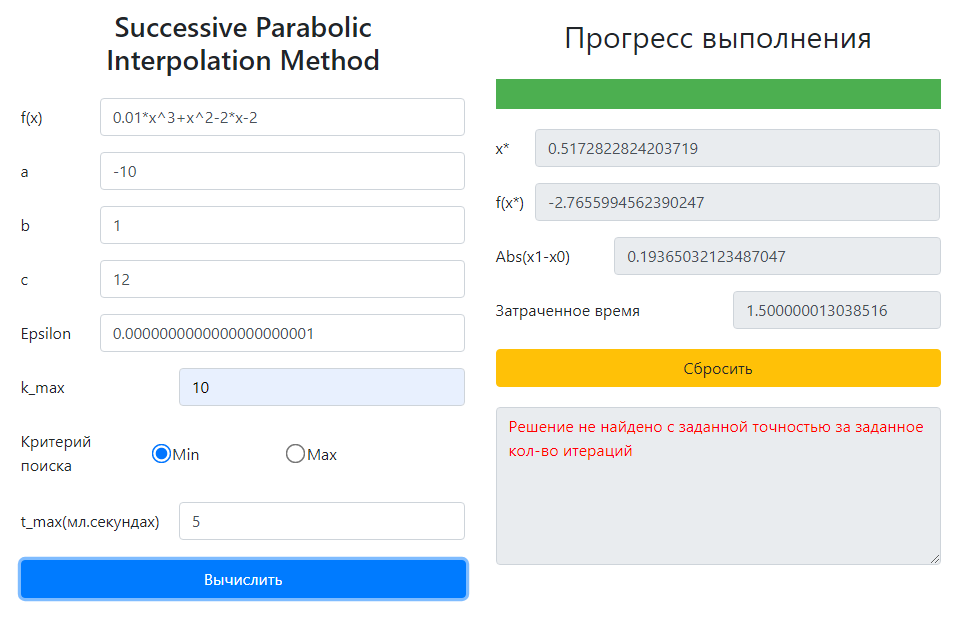 Successive Parabolic
Interpolation Method
f(x) 0.01*x^3+x^2-2*x-2
a -10
b 1
c 12
Epsilon 0.0000000000000000000001
k_max 10
Критерий
поиска
Min Max
t_max(мл.секундах) 5
Вычислить
Прогресс выполнения
x* 0.5172822824203719
f(x*) -2.7655994562390247
Abs(x1-x0) 0.19365032123487047
Затраченное время 1.500000013038516
Сбросить
Решение не найдено с заданной точностью за заданное
кол-во итераций